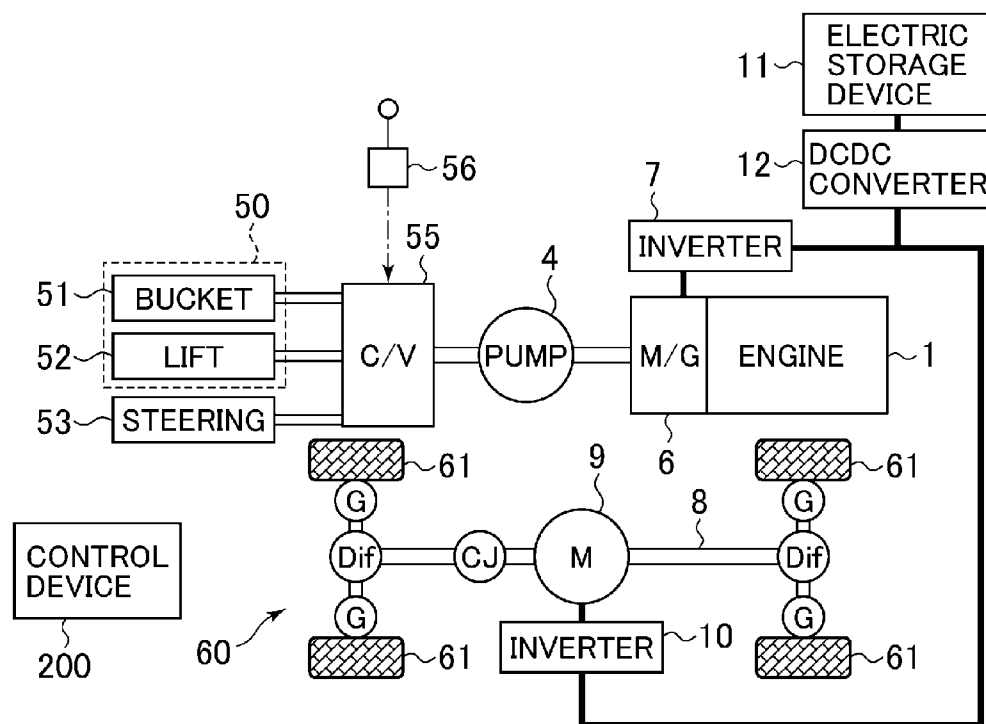 ELECTRIC
STORAGE
DEVICE
11
DCDC
CONVERTER
12
56
7
INVERTER
50
55
4
51
BUCKET
52
LIFT
53
STEERING
C/V
PUMP
M/G
ENGINE
1
6
61
61
G
G
9
8
Dif
CJ
M
Dif
CONTROL
DEVICE
200
G
G
60
61
INVERTER
10
61